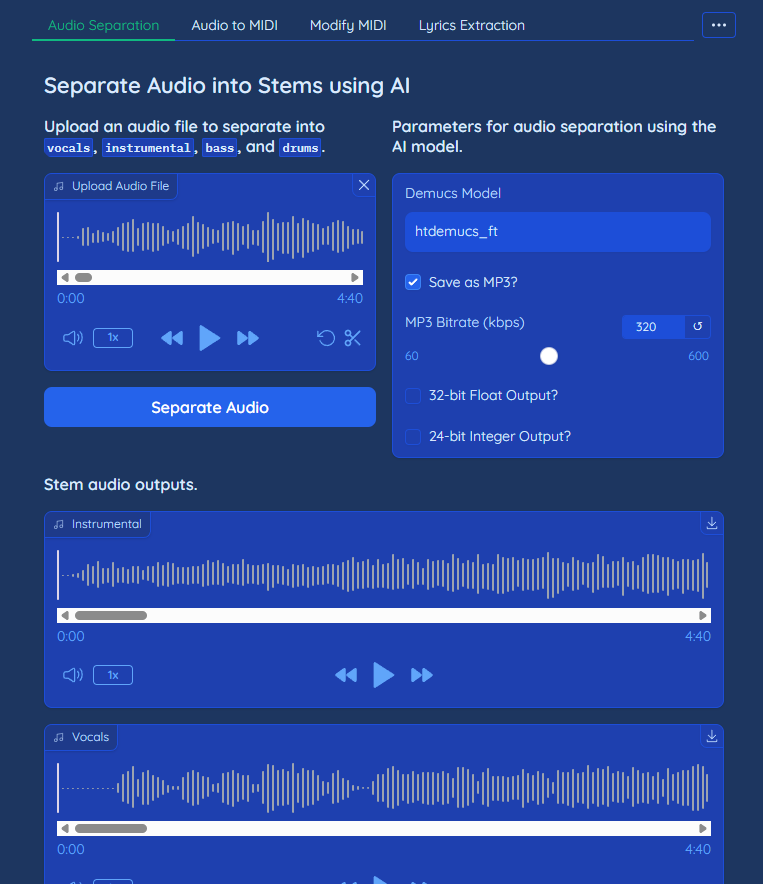 Audio Separation Audio to MIDI Modify MIDI Lyrics Extraction
Separate Audio into Stems using AI
Upload an audio file to separate into
vocals, instrumental, bass, and drums.
Upload Audio File
0:00 4:40
1x
Separate Audio
Parameters for audio separation using the
AI model.
Demucs Model
htdemucs_ft
Save as MP3?
MP3 Bitrate (kbps) 320
60 600
32-bit Float Output?
24-bit Integer Output?
Stem audio outputs.
Instrumental
0:00 4:40
1x
Vocals
0:00 4:40